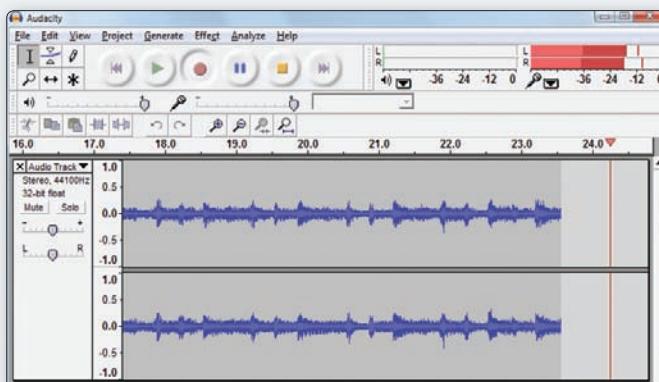 Audacity
File Edit View Project Generate Effect Analyze Help
L
R
-36 -24 -12 0
L
R
-36 -24 -12 0
16.0 17.0 18.0 19.0 20.0 21.0 22.0 23.0 24.0
X Audio Track
Stereo, 44100Hz
32-bit float
Mute Solo
- +
L R
1.0
0.5
0.0
-0.5
-1.0
1.0
0.5
0.0
-0.5
-1.0